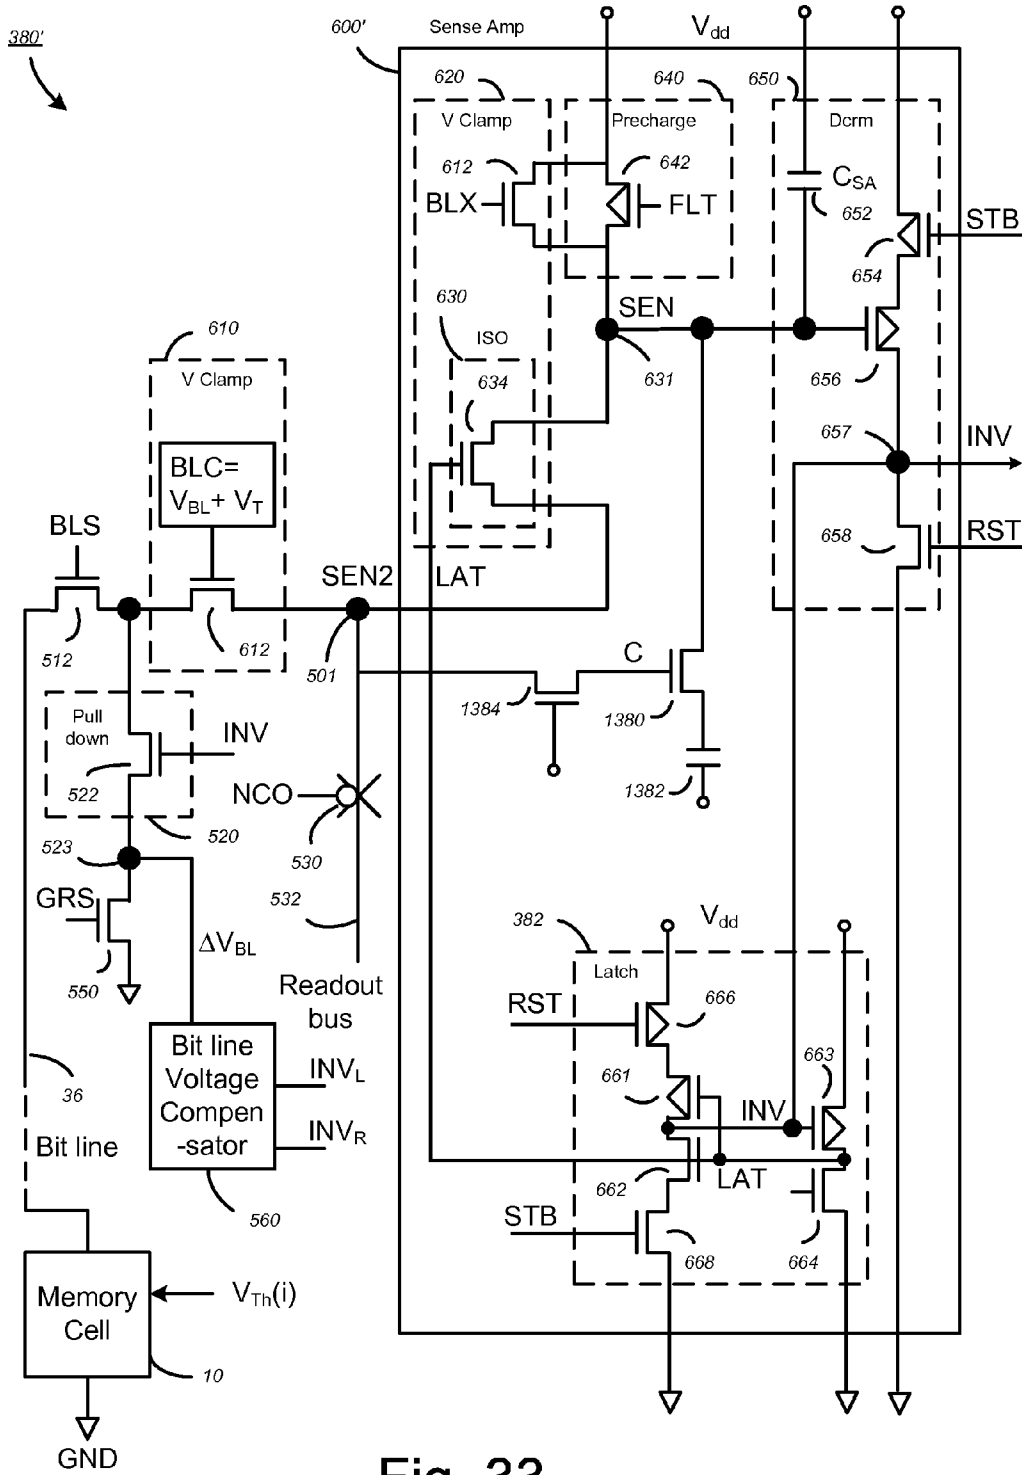 380'
600'
Sense Amp
Vdd
620
640
650
V Clamp
Precharge
Dcrm
612
642
CSA
BLX
FLT
652
STB
654
630
SEN
610
ISO
631
656
V Clamp
634
657
INV
BLC=
VBL+ VT
658
RST
BLS
SEN2
LAT
512
612
501
C
1384
1380
Pull
down
INV
522
NCO
1382
520
523
530
GRS
532
382
Vdd
ΔVBL
Latch
550
Readout
bus
RST
666
Bit line
Voltage
Compen
-sator
663
661
INVL
INV
36
INVR
Bit line
LAT
662
560
STB
668
664
Memory
Cell
VTh(i)
10
GND
Fig. 33